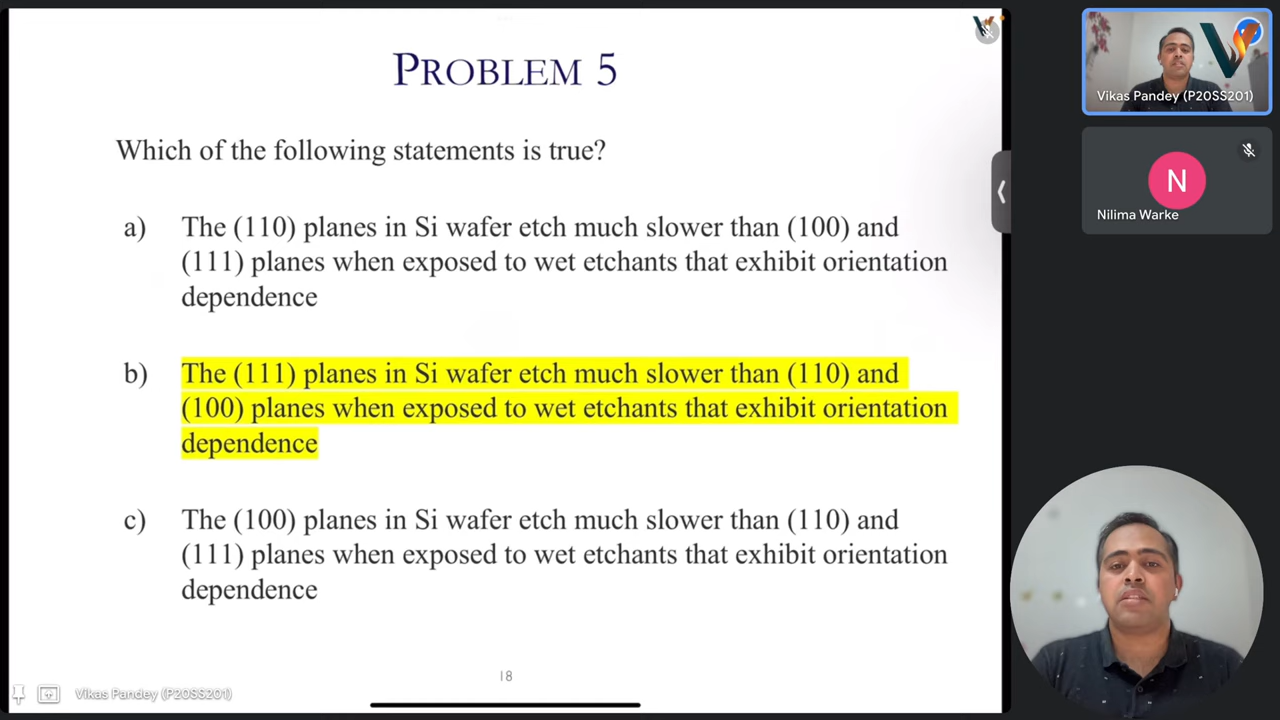 PROBLEM 5
Which of the following statements is true?
a) The (110) planes in Si wafer etch much slower than (100) and
(111) planes when exposed to wet etchants that exhibit orientation
dependence
b) The (111) planes in Si wafer etch much slower than (110) and
(100) planes when exposed to wet etchants that exhibit orientation
dependence
c) The (100) planes in Si wafer etch much slower than (110) and
(111) planes when exposed to wet etchants that exhibit orientation
dependence
18
Vikas Pandey (P20SS201)
Vikas Pandey (P20SS201)
N
Nilima Warke